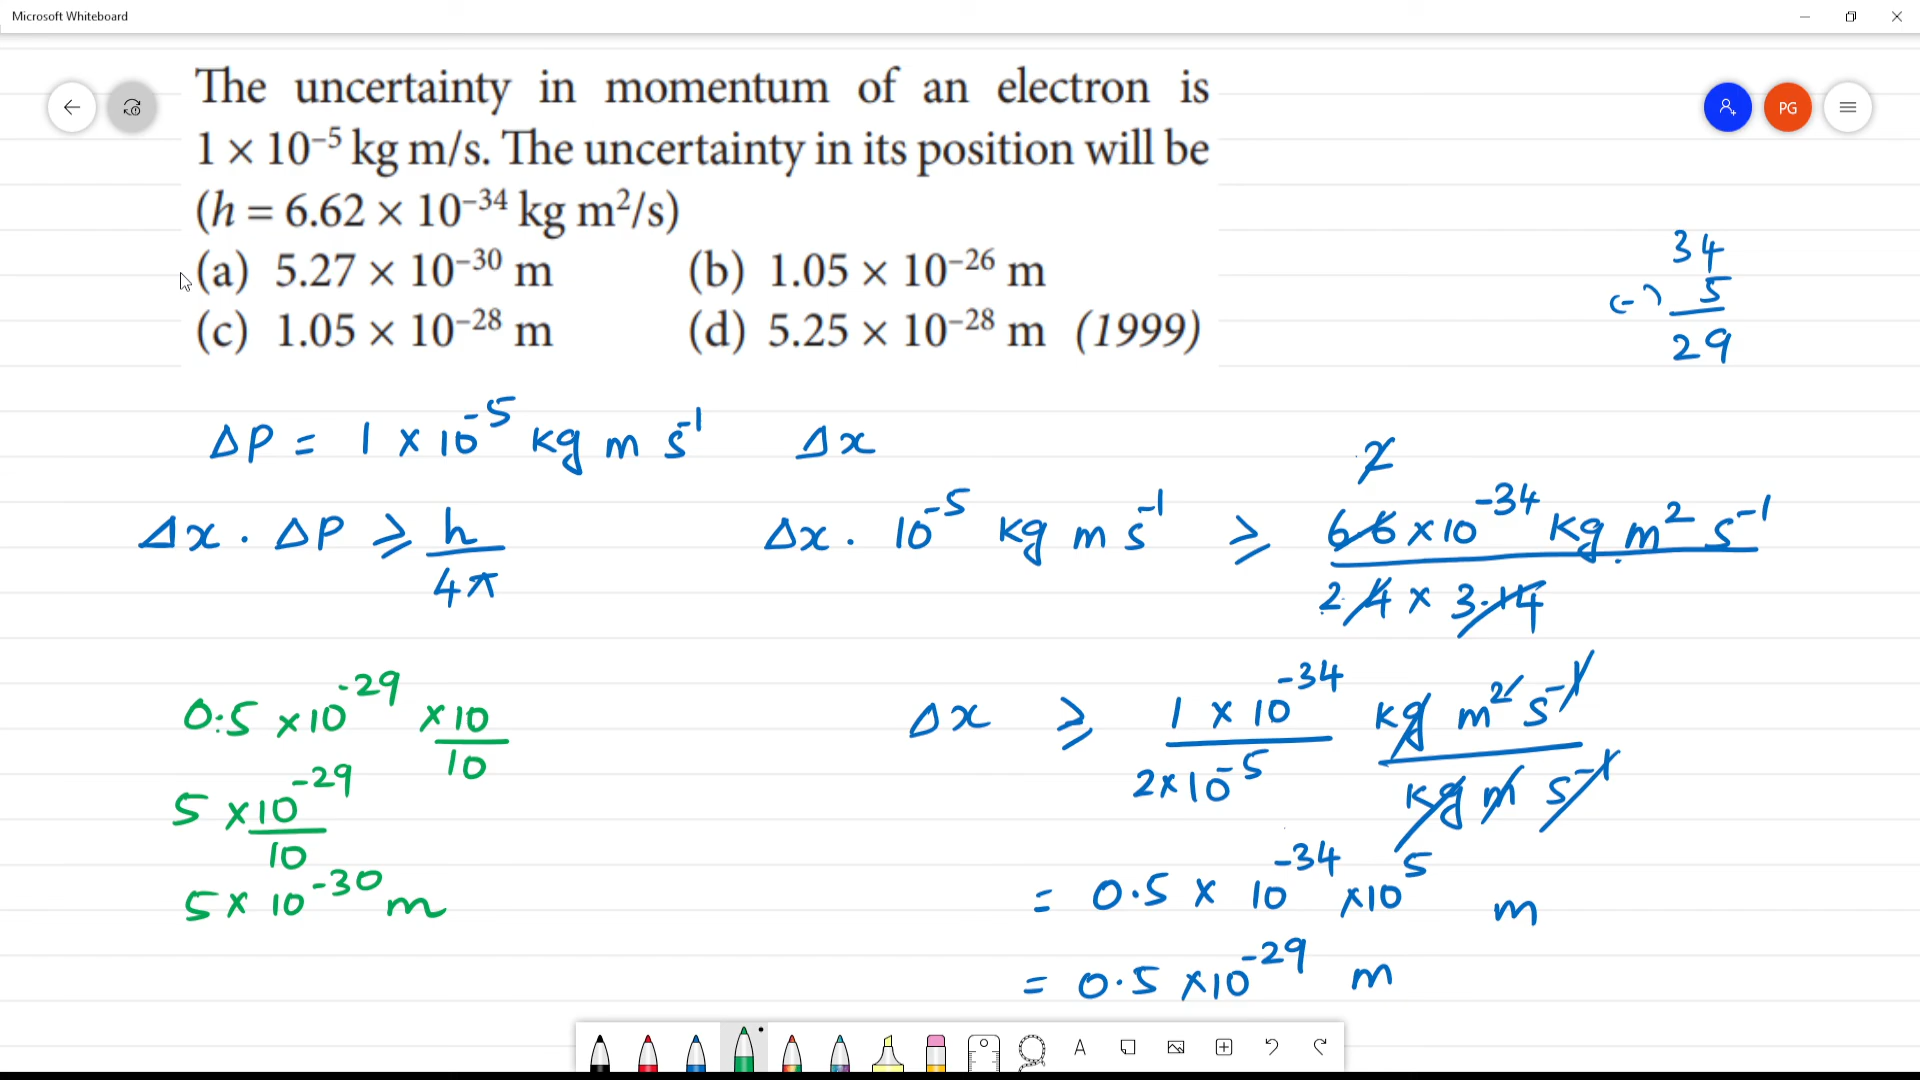 Microsoft Whiteboard
PG
The uncertainty in momentum of an electron is
1 × 10⁻⁵ kg m/s. The uncertainty in its position will be
(h = 6.62 × 10⁻³⁴ kg m²/s)
(a) 5.27 × 10⁻³⁰ m (b) 1.05 × 10⁻²⁶ m
(c) 1.05 × 10⁻²⁸ m (d) 5.25 × 10⁻²⁸ m (1999)
34
(-) 5
29
ΔP = 1 × 10⁻⁵ kg m s⁻¹ Δx
Δx . ΔP ⩾ h
4π
2
Δx . 10⁻⁵ kg m s⁻¹ ⩾ 6.6 × 10⁻³⁴ kg m² s⁻¹
2 4 × 3.14
Δx ⩾ 1 × 10⁻³⁴ kg m² s⁻¹
2 × 10⁻⁵ kg m s⁻¹
= 0.5 × 10⁻³⁴ × 10⁵ m
= 0.5 × 10⁻²⁹ m
0.5 × 10⁻²⁹ × 10
10
5 × 10⁻²⁹
10
5 × 10⁻³⁰ m
A